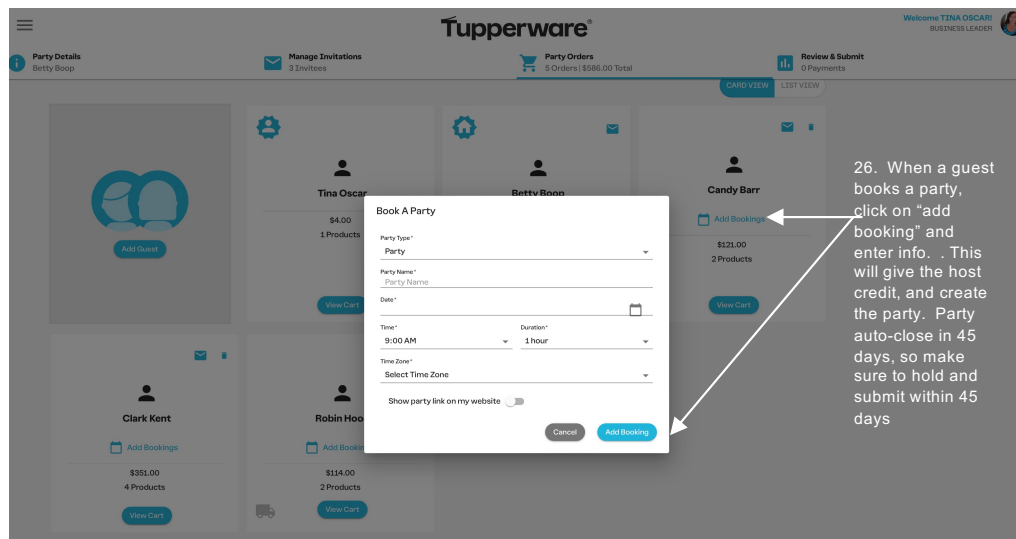 Tupperware®
Welcome TINA OSCAR!
BUSINESS LEADER
Party Details
Betty Boop
Manage Invitations
3 Invitees
Party Orders
5 Orders | $586.00 Total
Review & Submit
0 Payments
CARD VIEW
LIST VIEW
Add Guest
Tina Oscar
$4.00
1 Products
View Cart
Betty Boop
Candy Barr
Add Bookings
$121.00
2 Products
View Cart
Book A Party
Party Type*
Party
Party Name*
Party Name
Date*
Time*
9:00 AM
Duration*
1 hour
Time Zone*
Select Time Zone
Show party link on my website
Cancel
Add Booking
Clark Kent
Add Bookings
$351.00
4 Products
View Cart
Robin Hoo
Add Bookin
$114.00
2 Products
View Cart
26. When a guest
books a party,
click on “add
booking” and
enter info. . This
will give the host
credit, and create
the party. Party
auto-close in 45
days, so make
sure to hold and
submit within 45
days